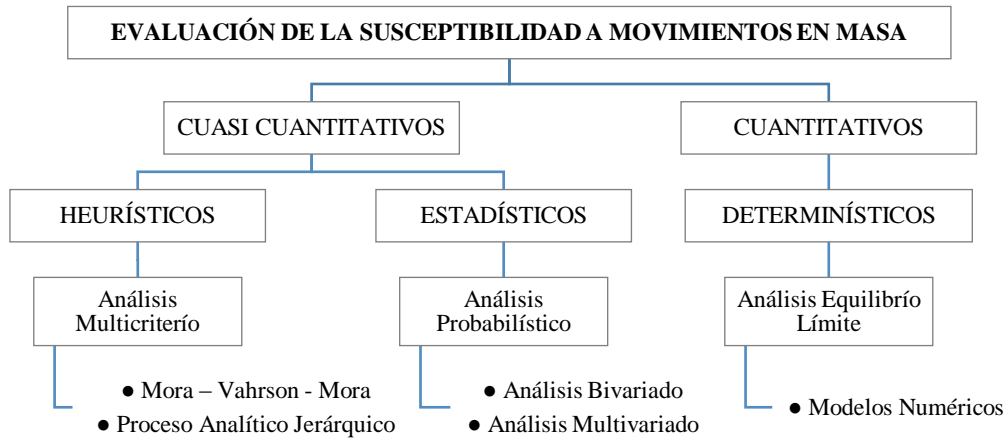 EVALUACIÓN DE LA SUSCEPTIBILIDAD A MOVIMIENTOS EN MASA
CUASI CUANTITATIVOS
CUANTITATIVOS
HEURÍSTICOS
ESTADÍSTICOS
DETERMINÍSTICOS
Análisis
Multicriterío
Análisis
Probabilístico
Análisis Equilibrío
Límite
● Mora – Vahrson - Mora
● Proceso Analítico Jerárquico
● Análisis Bivariado
● Análisis Multivariado
● Modelos Numéricos